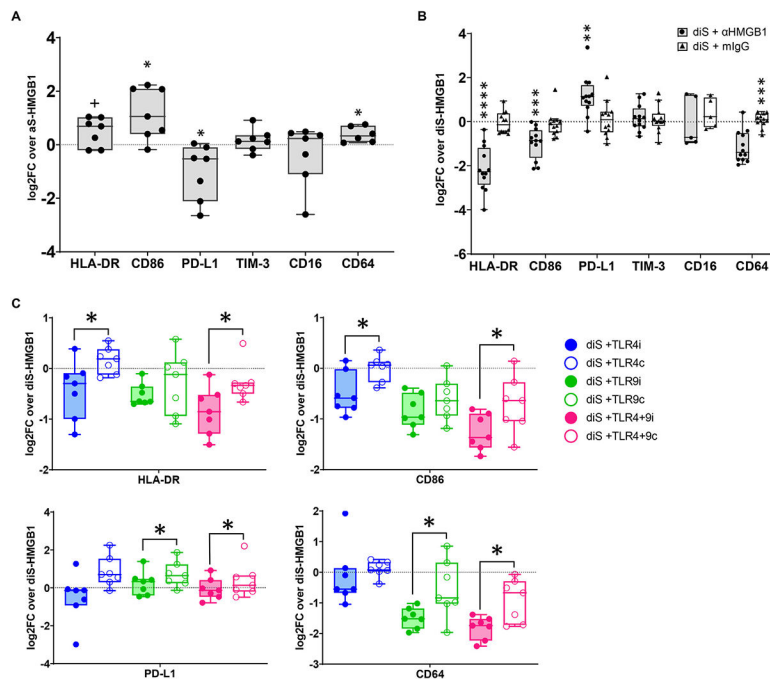 A
log2FC over aS-HMGB1
4
2
0
-2
-4
+
*
*
*
HLA-DR CD86 PD-L1 TIM-3 CD16 CD64
B
log2FC over diS-HMGB1
4
2
0
-2
-4
-6
diS + αHMGB1
diS + mIgG
****
***
**
***
HLA-DR CD86 PD-L1 TIM-3 CD16 CD64
C
log2FC over diS-HMGB1
1
0
-1
-2
*
*
HLA-DR
log2FC over diS-HMGB1
1
0
-1
-2
*
*
CD86
diS +TLR4i
diS +TLR4c
diS +TLR9i
diS +TLR9c
diS +TLR4+9i
diS +TLR4+9c
log2FC over diS-HMGB1
4
2
0
-2
-4
*
*
PD-L1
log2FC over diS-HMGB1
2
1
0
-1
-2
-3
*
*
CD64